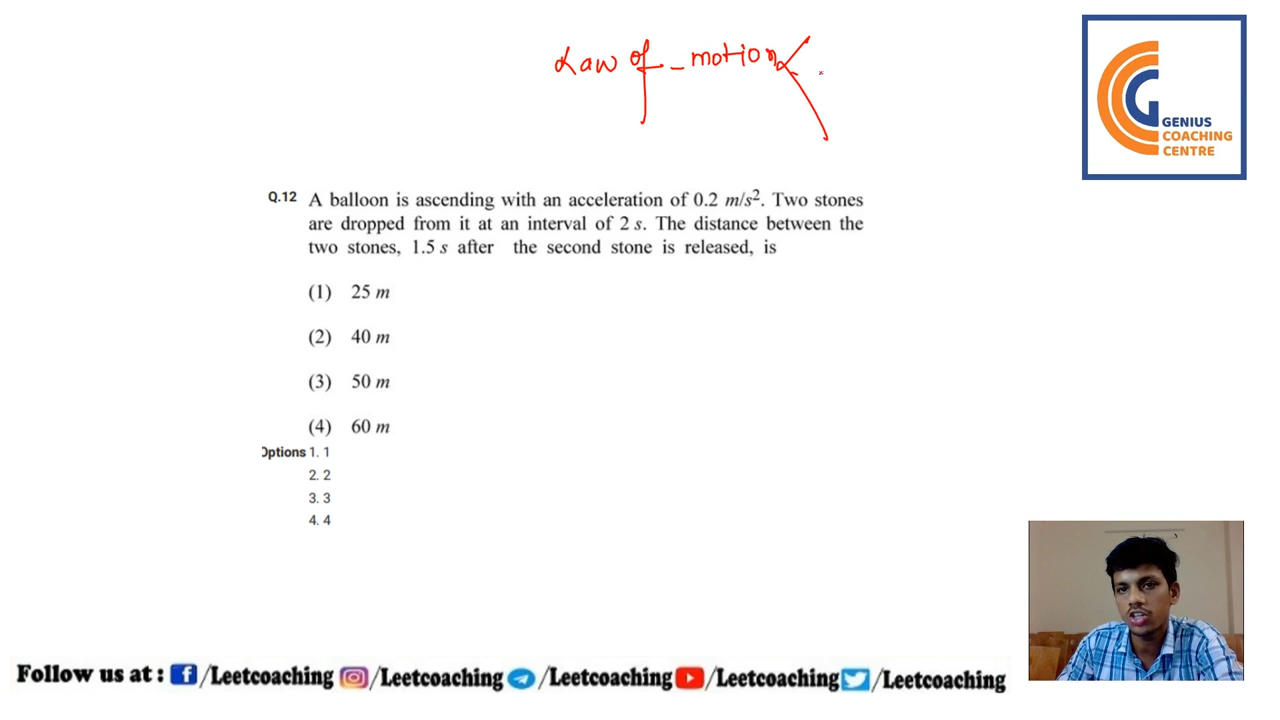 Law of - motion
GENIUS
COACHING
CENTRE
Q.12 A balloon is ascending with an acceleration of 0.2 m/s². Two stones
are dropped from it at an interval of 2 s. The distance between the
two stones, 1.5 s after the second stone is released, is
(1) 25 m
(2) 40 m
(3) 50 m
(4) 60 m
Options 1. 1
2. 2
3. 3
4. 4
Follow us at : /Leetcoaching /Leetcoaching /Leetcoaching /Leetcoaching /Leetcoaching